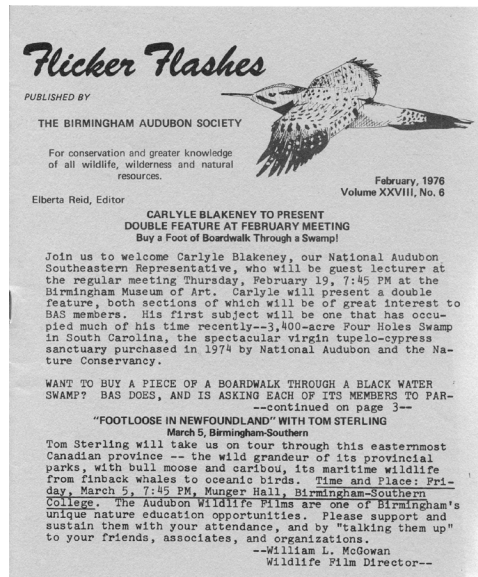 Flicker Flashes
PUBLISHED BY
THE BIRMINGHAM AUDUBON SOCIETY
For conservation and greater knowledge
of all wildlife, wilderness and natural
resources.
February, 1976
Volume XXVIII, No. 6
Elberta Reid, Editor
CARLYLE BLAKENEY TO PRESENT
DOUBLE FEATURE AT FEBRUARY MEETING
Buy a Foot of Boardwalk Through a Swamp!
Join us to welcome Carlyle Blakeney, our National Audubon
Southeastern Representative, who will be guest lecturer at
the regular meeting Thursday, February 19, 7:45 PM at the
Birmingham Museum of Art. Carlyle will present a double
feature, both sections of which will be of great interest to
BAS members. His first subject will be one that has occu-
pied much of his time recently--3,400-acre Four Holes Swamp
in South Carolina, the spectacular virgin tupelo-cypress
sanctuary purchased in 1974 by National Audubon and the Na-
ture Conservancy.
WANT TO BUY A PIECE OF A BOARDWALK THROUGH A BLACK WATER
SWAMP? BAS DOES, AND IS ASKING EACH OF ITS MEMBERS TO PAR-
--continued on page 3--
"FOOTLOOSE IN NEWFOUNDLAND" WITH TOM STERLING
March 5, Birmingham-Southern
Tom Sterling will take us on tour through this easternmost
Canadian province -- the wild grandeur of its provincial
parks, with bull moose and caribou, its maritime wildlife
from finback whales to oceanic birds. Time and Place: Fri-
day, March 5, 7:45 PM, Munger Hall, Birmingham-Southern
College. The Audubon Wildlife Films are one of Birmingham's
unique nature education opportunities. Please support and
sustain them with your attendance, and by "talking them up"
to your friends, associates, and organizations.
--William L. McGowan
Wildlife Film Director--